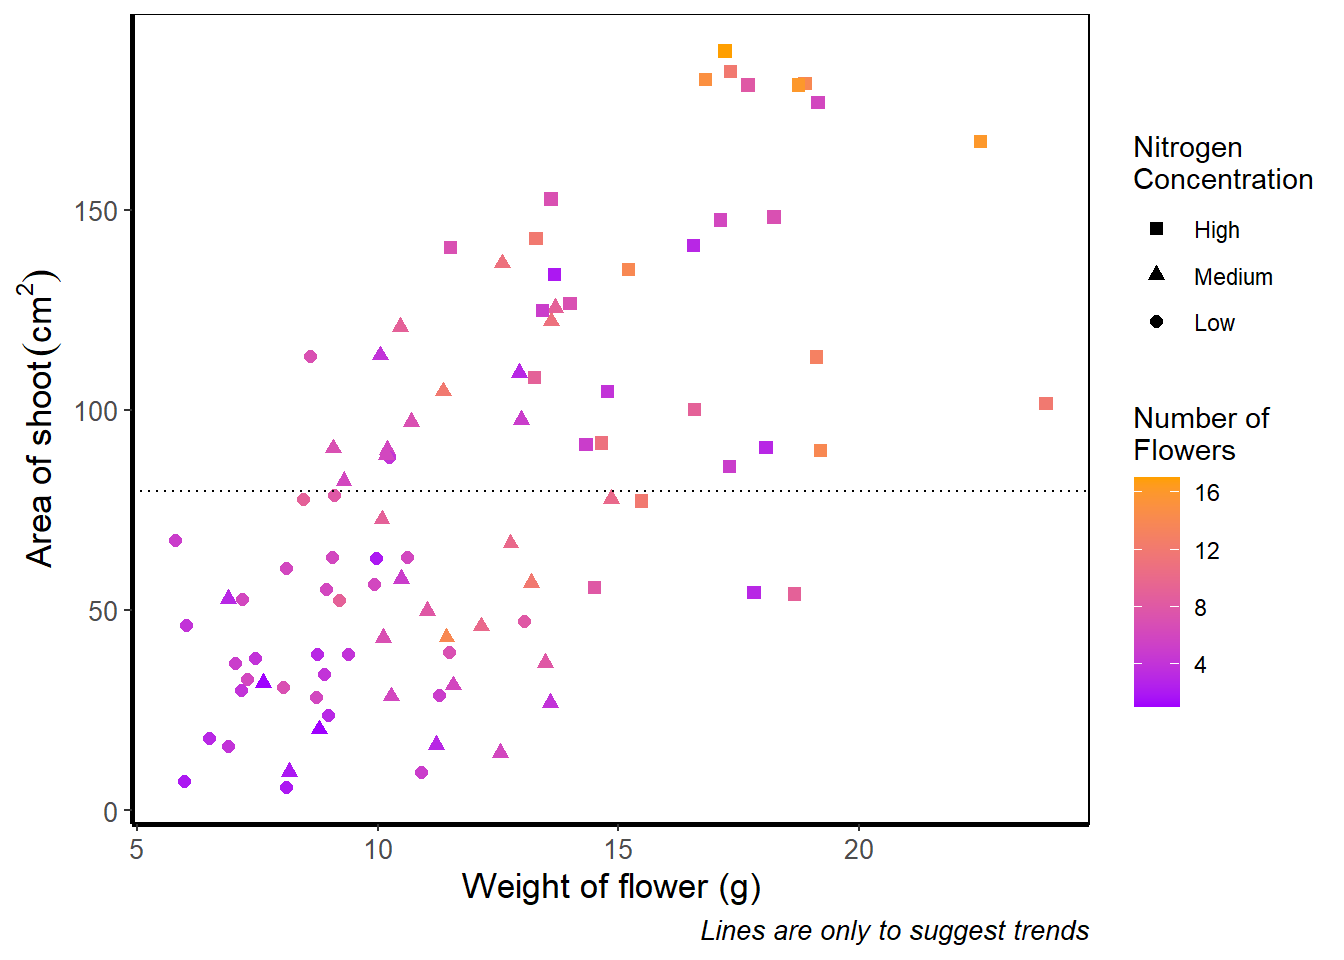 150
100
50
0
5 10 15 20
Area of shoot(cm²)
Weight of flower (g)
Lines are only to suggest trends
Nitrogen
Concentration
High
Medium
Low
Number of
Flowers
16
12
8
4